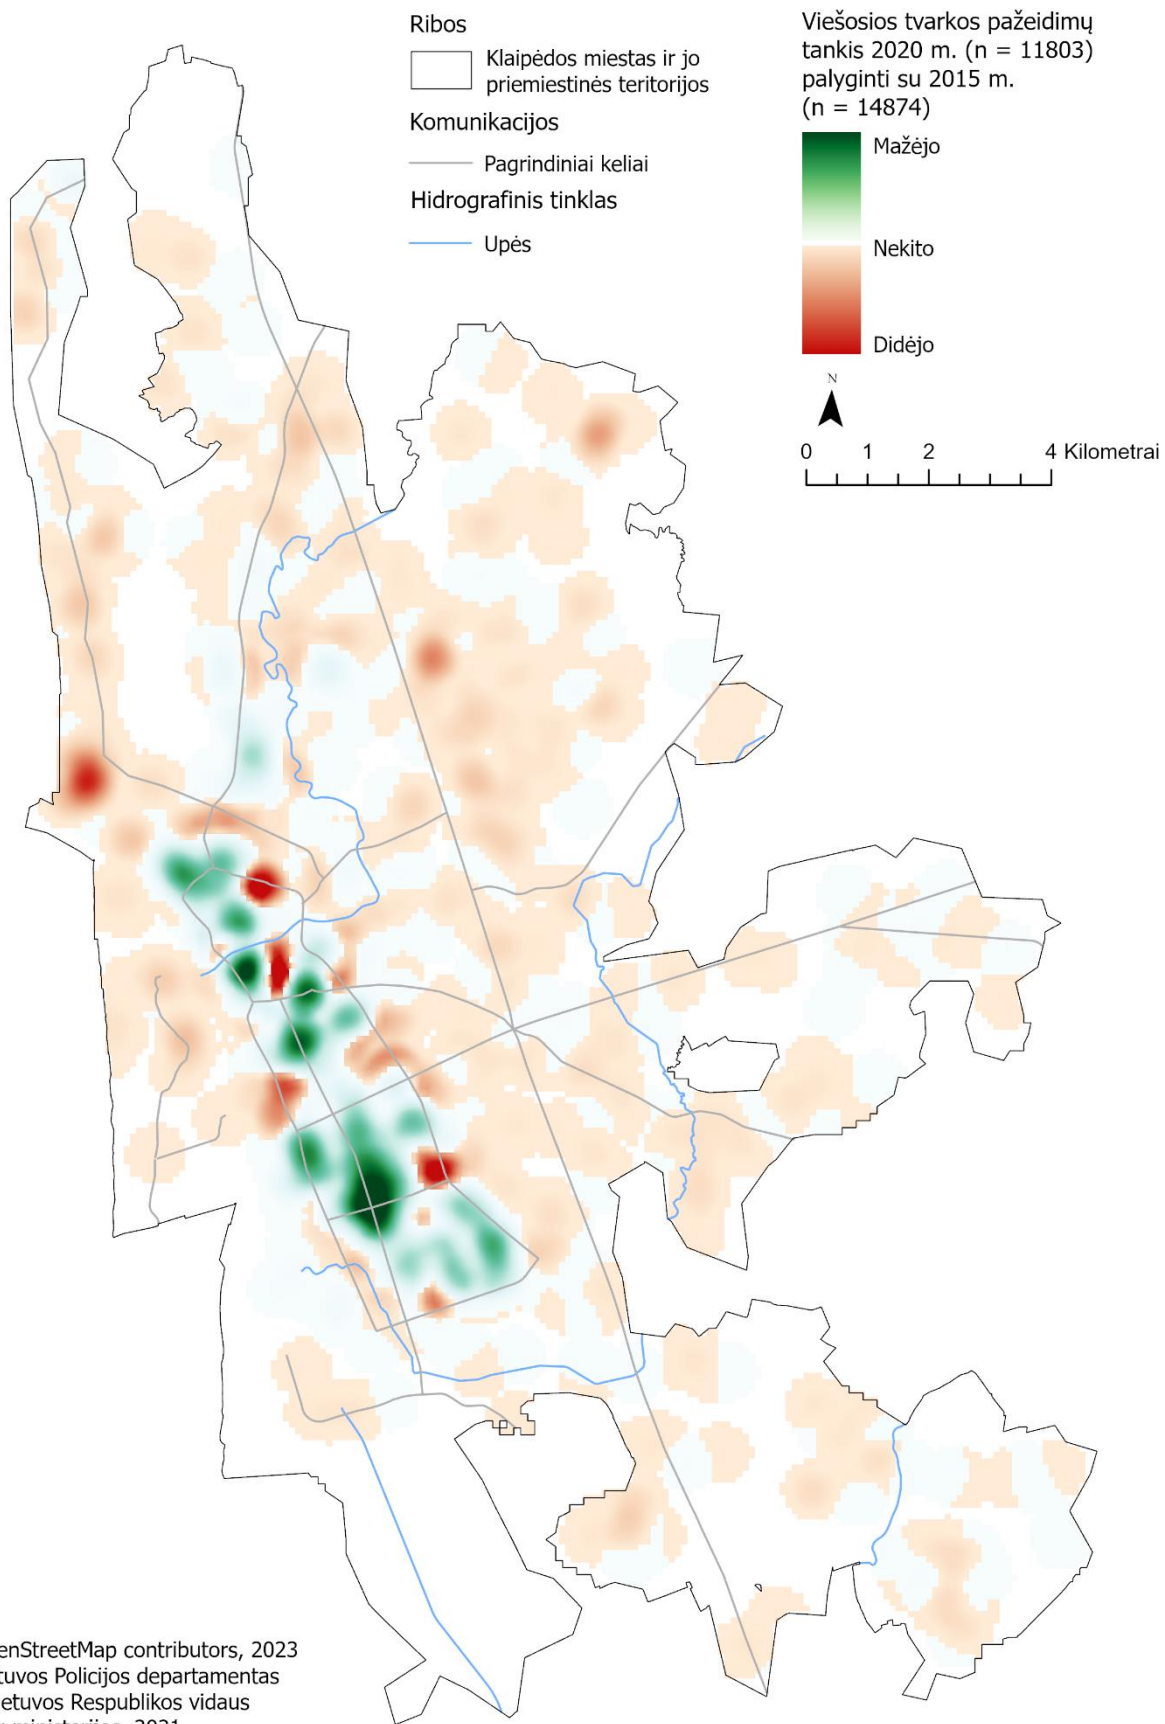 Ribos
Klaipėdos miestas ir jo
priemiestinės teritorijos
Komunikacijos
Pagrindiniai keliai
Hidrografinis tinklas
Upės
Viešosios tvarkos pažeidimų
tankis 2020 m. (n = 11803)
palyginti su 2015 m.
(n = 14874)
Mažėjo
Nekito
Didėjo
N
0 1 2 4 Kilometrai
enStreetMap contributors, 2023
tuvos Policijos departamentas
ietuvos Respublikos vidaus